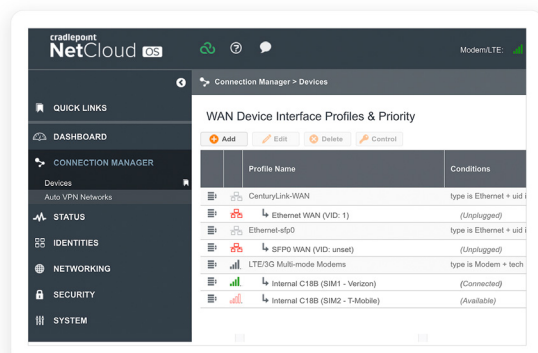 cradlepoint
NetCloud OS
Modem/LTE:
Connection Manager > Devices
QUICK LINKS
DASHBOARD
CONNECTION MANAGER
Devices
Auto VPN Networks
STATUS
IDENTITIES
NETWORKING
SECURITY
SYSTEM
WAN Device Interface Profiles & Priority
Add Edit Delete Control
Profile Name Conditions
CenturyLink-WAN type is Ethernet + uid i
Ethernet WAN (VID: 1) (Unplugged)
Ethernet-sfp0 type is Ethernet + uid i
SFP0 WAN (VID: unset) (Unplugged)
LTE/3G Multi-mode Modems type is Modem + tech
Internal C18B (SIM1 - Verizon) (Connected)
Internal C18B (SIM2 - T-Mobile) (Available)